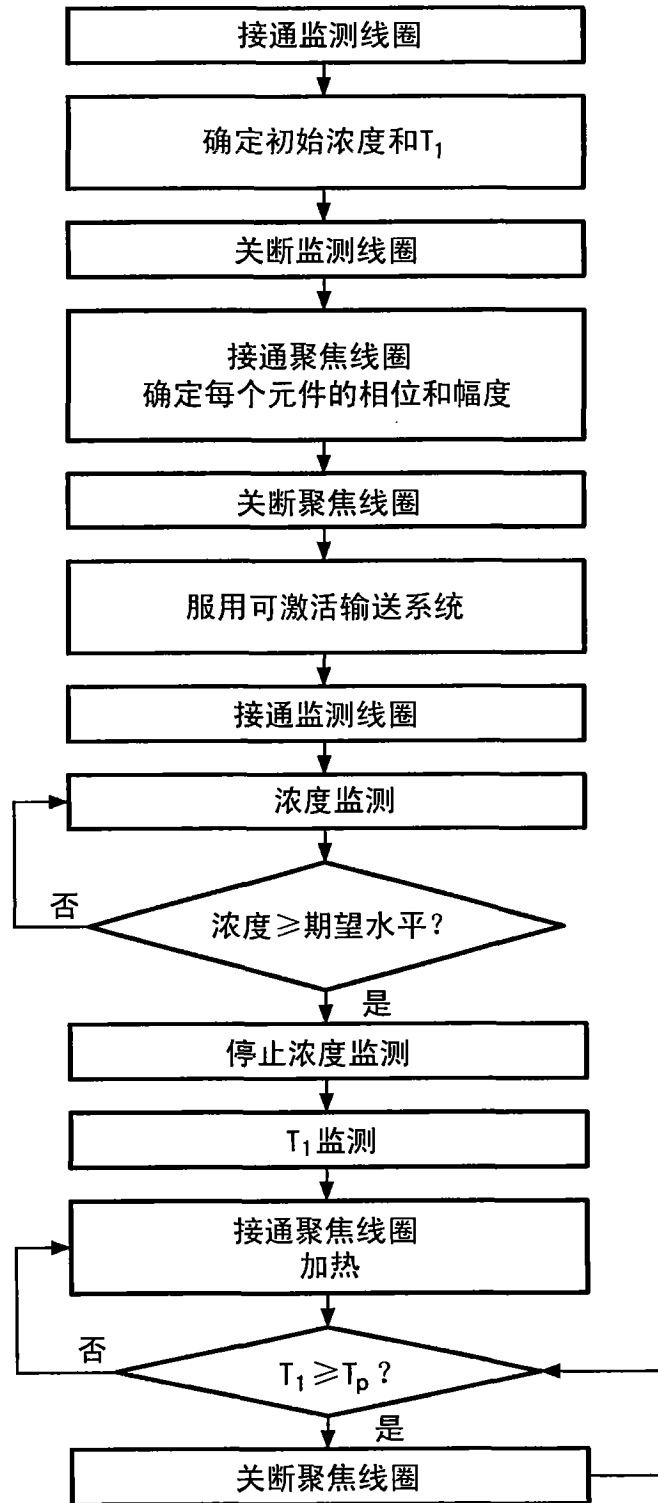 接通监测线圈
确定初始浓度和T₁
关断监测线圈
接通聚焦线圈
确定每个元件的相位和幅度
关断聚焦线圈
服用可激活输送系统
接通监测线圈
浓度监测
否
浓度≥期望水平？
是
停止浓度监测
T₁监测
接通聚焦线圈
加热
否
T₁≥Tₚ？
是
关断聚焦线圈